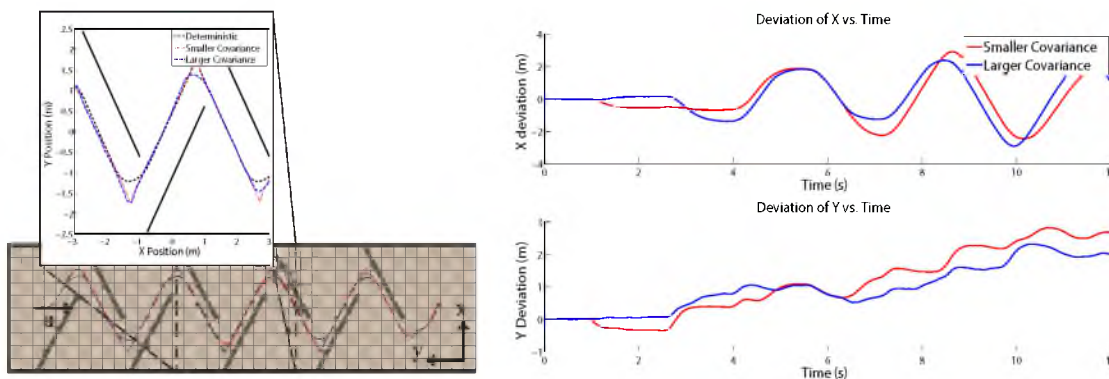 Deterministic
Smaller Covariance
Larger Covariance
2.5
2
1.5
1
0.5
0
-0.5
-1
-1.5
-2
-2.5
Y Position (m)
-3 -2 -1 0 1 2 3
X Position (m)
X
Y
Deviation of X vs. Time
Smaller Covariance
Larger Covariance
X deviation (m)
4
2
0
-2
-4
0 2 4 6 8 10 1
Time (s)
Deviation of Y vs. Time
Y Deviation (m)
3
2
1
0
-1
0 2 4 6 8 10 1
Time (s)